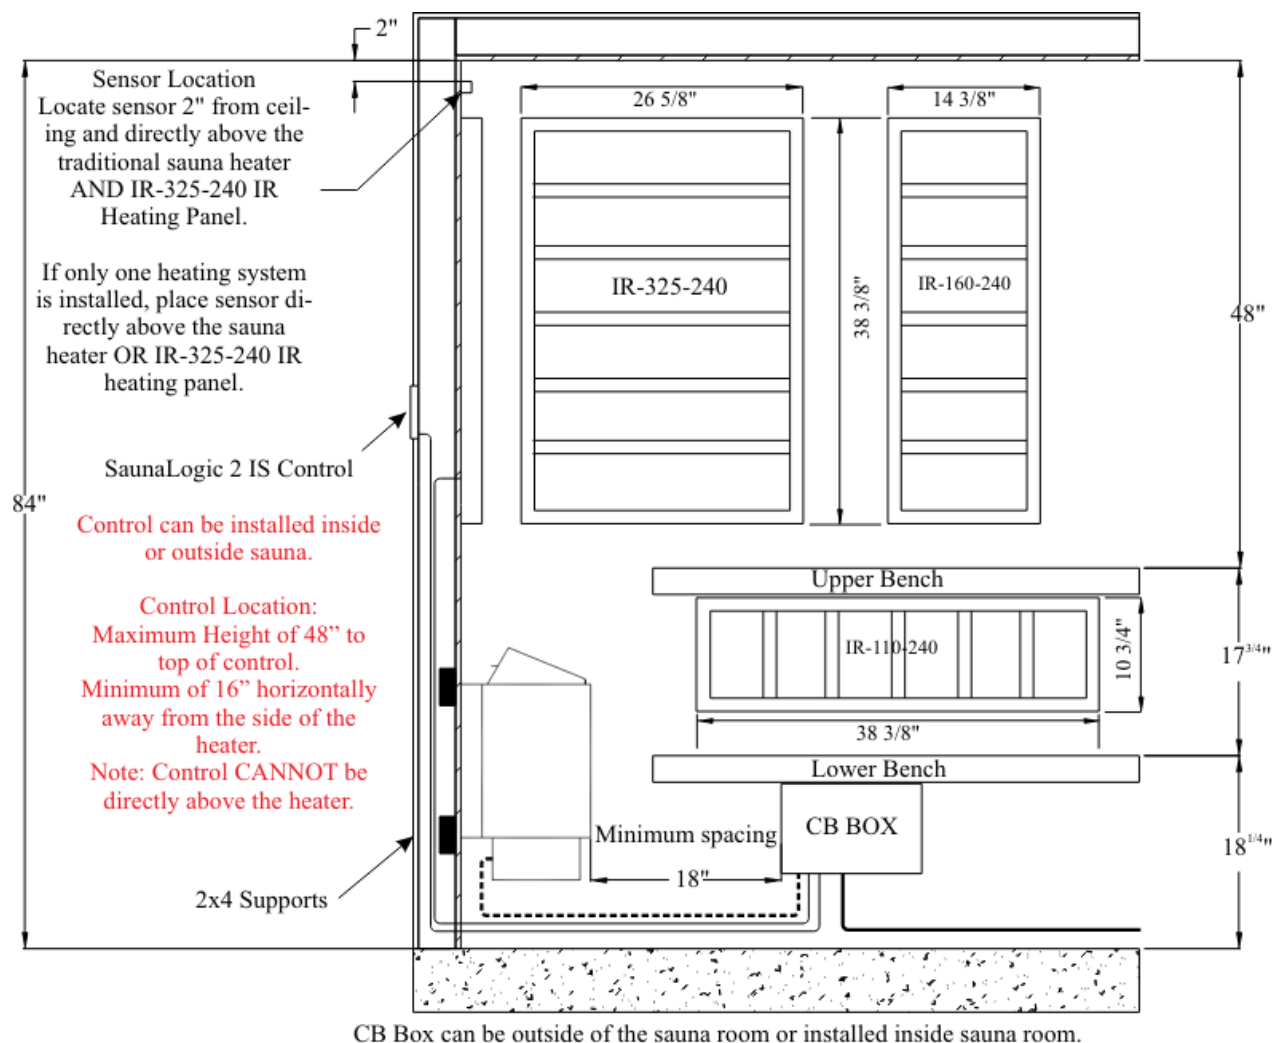 2"
Sensor Location
Locate sensor 2" from ceil-
ing and directly above the
traditional sauna heater
AND IR-325-240 IR
Heating Panel.
If only one heating system
is installed, place sensor di-
rectly above the sauna
heater OR IR-325-240 IR
heating panel.
SaunaLogic 2 IS Control
84"
Control can be installed inside
or outside sauna.
Control Location:
Maximum Height of 48” to
top of control.
Minimum of 16” horizontally
away from the side of the
heater.
Note: Control CANNOT be
directly above the heater.
2x4 Supports
26 5/8"
14 3/8"
IR-325-240
38 3/8"
IR-160-240
48"
Upper Bench
IR-110-240
10 3/4"
17 3/4"
38 3/8"
Lower Bench
Minimum spacing
CB BOX
18 1/4"
18"
CB Box can be outside of the sauna room or installed inside sauna room.